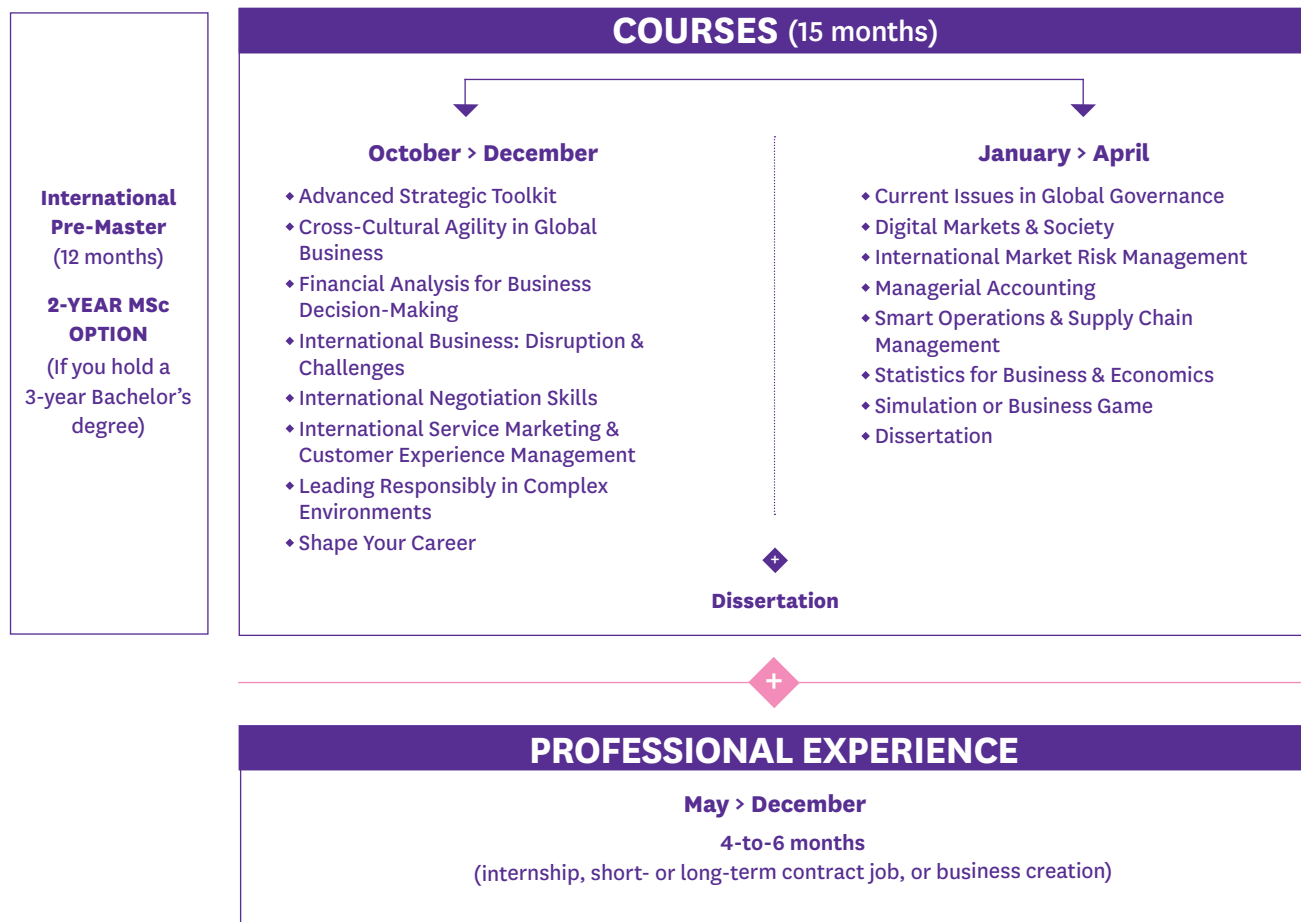 International
Pre-Master
(12 months)
2-YEAR MSc
OPTION
(If you hold a
3-year Bachelor's
degree)
COURSES (15 months)
October > December
◆ Advanced Strategic Toolkit
◆ Cross-Cultural Agility in Global
Business
◆ Financial Analysis for Business
Decision-Making
◆ International Business: Disruption &
Challenges
◆ International Negotiation Skills
◆ International Service Marketing &
Customer Experience Management
◆ Leading Responsibly in Complex
Environments
◆ Shape Your Career
January > April
◆ Current Issues in Global Governance
◆ Digital Markets & Society
◆ International Market Risk Management
◆ Managerial Accounting
◆ Smart Operations & Supply Chain
Management
◆ Statistics for Business & Economics
◆ Simulation or Business Game
◆ Dissertation
+
Dissertation
+
PROFESSIONAL EXPERIENCE
May > December
4-to-6 months
(internship, short- or long-term contract job, or business creation)